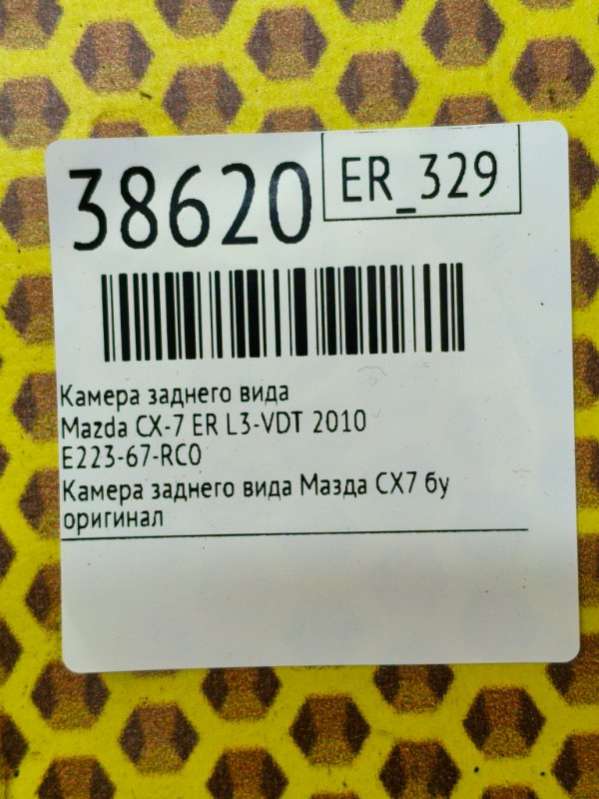 38620
ER_329
Камера заднего вида
Mazda CX-7 ER L3-VDT 2010
E223-67-RC0
Камера заднего вида Мазда CX7 бу
оригинал